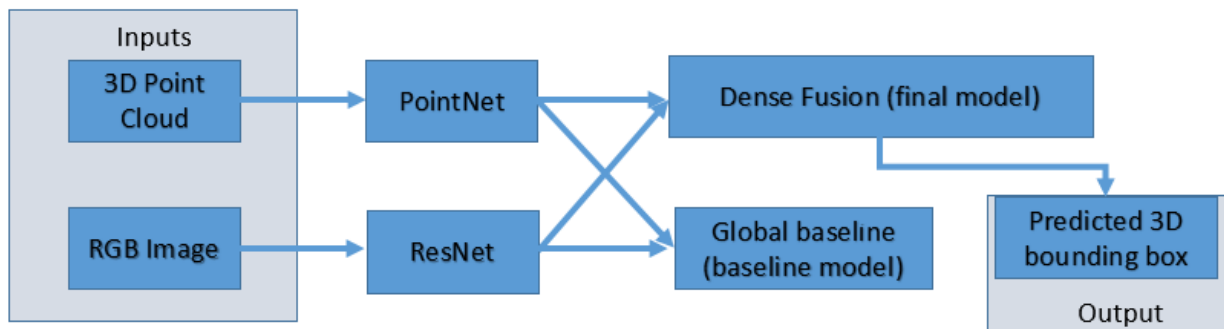 Inputs
3D Point
Cloud
PointNet
Dense Fusion (final model)
RGB Image
ResNet
Global baseline
(baseline model)
Predicted 3D
bounding box
Output